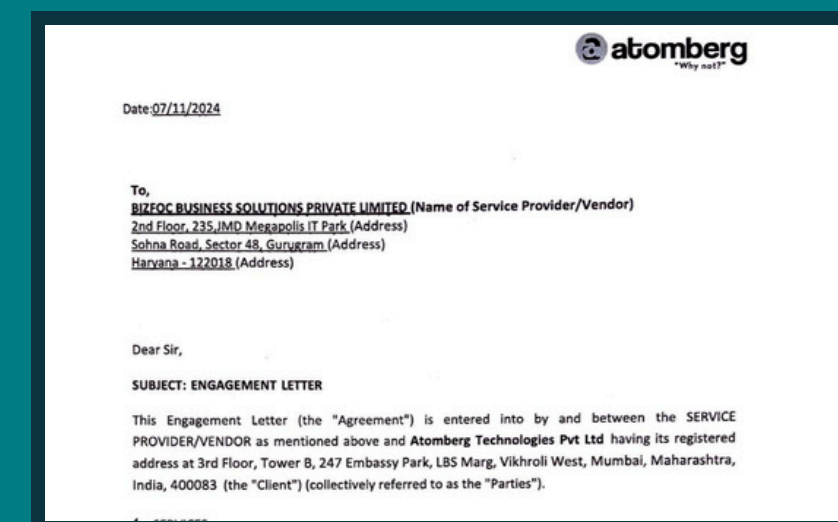 atomberg
"Why not?"
Date:07/11/2024
To,
BIZFOC BUSINESS SOLUTIONS PRIVATE LIMITED (Name of Service Provider/Vendor)
2nd Floor, 235,JMD Megapolis IT Park (Address)
Sohna Road, Sector 48, Gurugram (Address)
Haryana - 122018 (Address)
Dear Sir,
SUBJECT: ENGAGEMENT LETTER
This Engagement Letter (the "Agreement") is entered into by and between the SERVICE
PROVIDER/VENDOR as mentioned above and Atomberg Technologies Pvt Ltd having its registered
address at 3rd Floor, Tower B, 247 Embassy Park, LBS Marg, Vikhroli West, Mumbai, Maharashtra,
India, 400083 (the "Client") (collectively referred to as the "Parties").